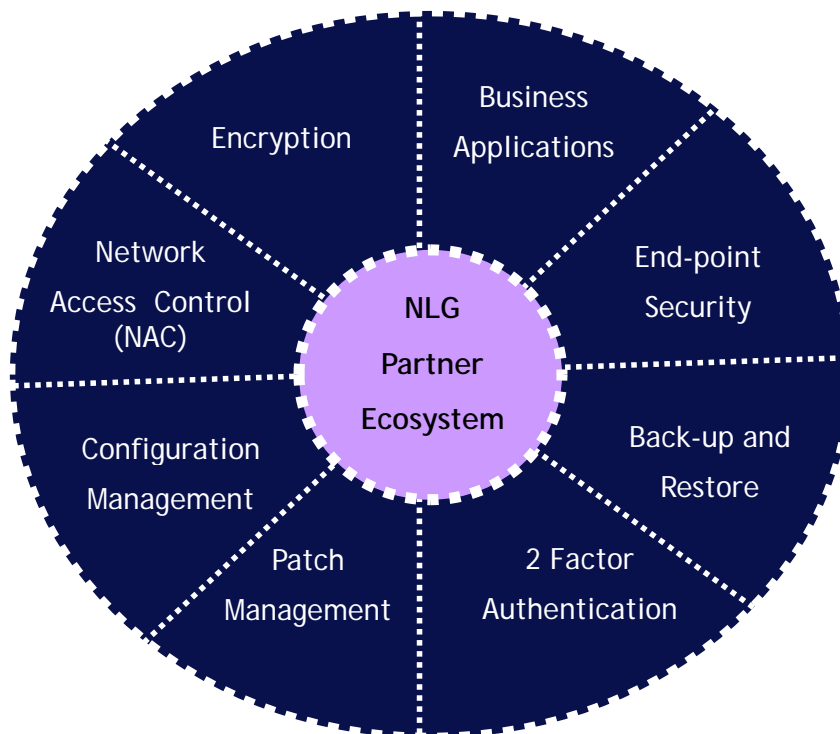 Business
Applications
Encryption
Network
Access Control
(NAC)
End-point
Security
NLG
Partner
Ecosystem
Configuration
Management
Back-up and
Restore
Patch
Management
2 Factor
Authentication